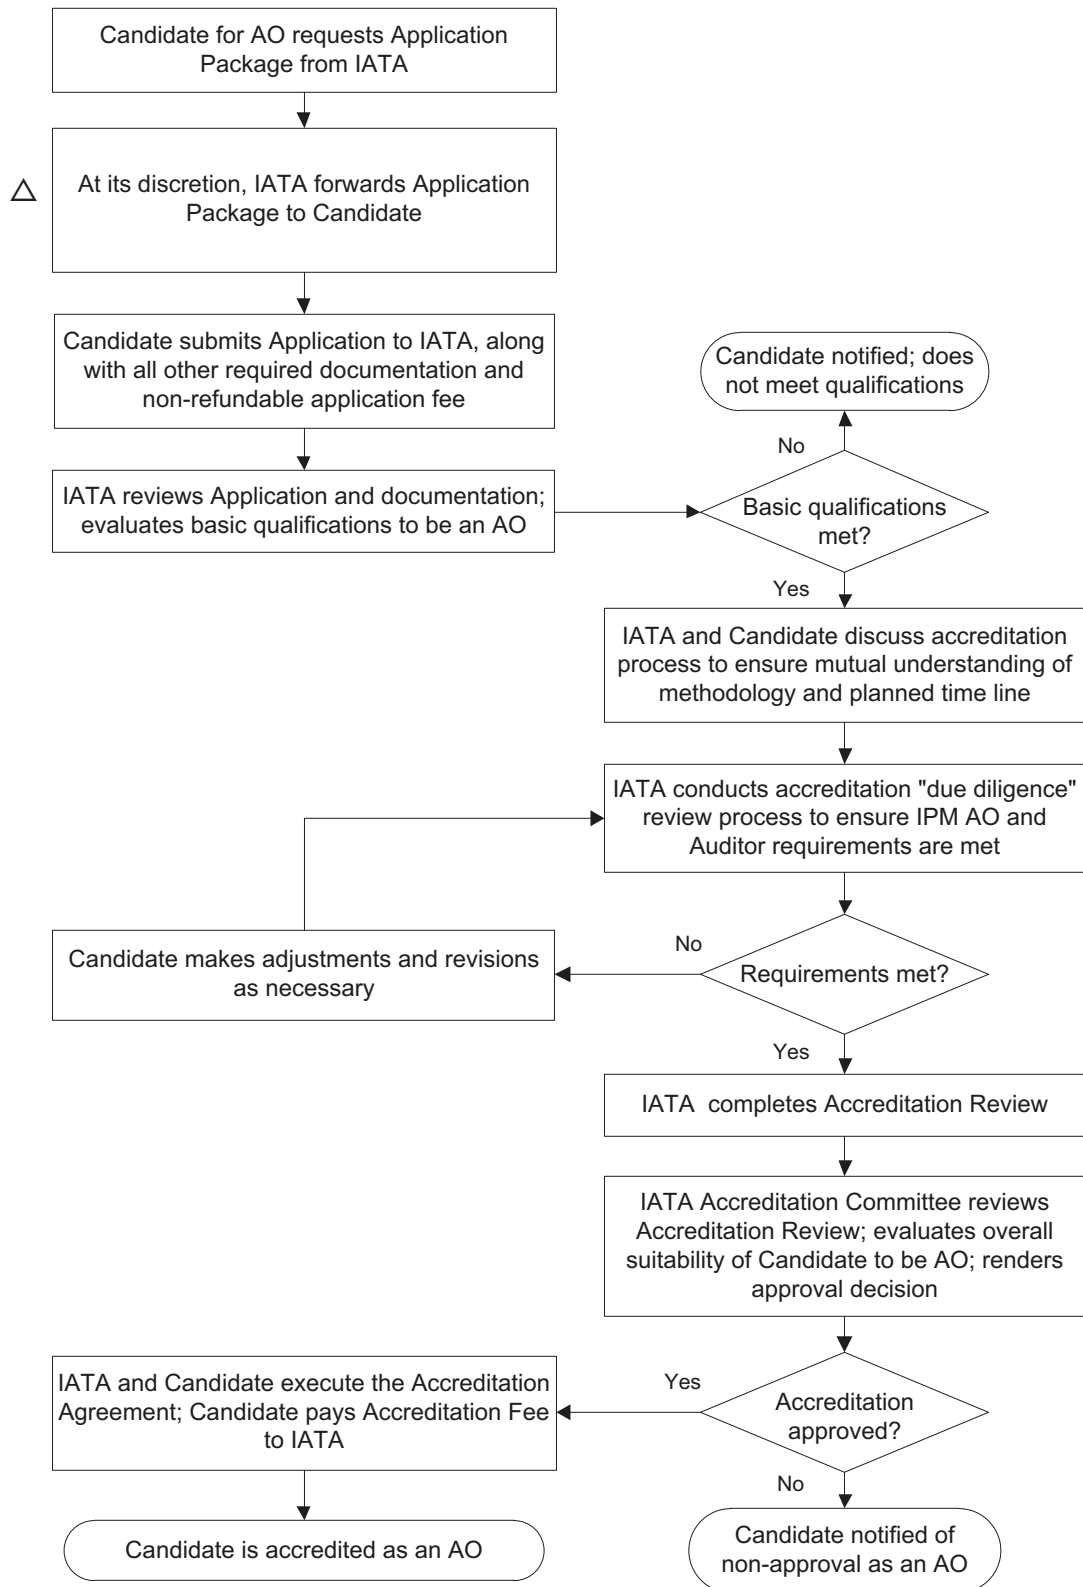 Candidate for AO requests Application
Package from IATA
At its discretion, IATA forwards Application
Package to Candidate
Candidate submits Application to IATA, along
with all other required documentation and
non-refundable application fee
IATA reviews Application and documentation;
evaluates basic qualifications to be an AO
Candidate notified; does
not meet qualifications
No
Basic qualifications
met?
Yes
IATA and Candidate discuss accreditation
process to ensure mutual understanding of
methodology and planned time line
IATA conducts accreditation "due diligence"
review process to ensure IPM AO and
Auditor requirements are met
No
Requirements met?
Candidate makes adjustments and revisions
as necessary
Yes
IATA  completes Accreditation Review
IATA Accreditation Committee reviews
Accreditation Review; evaluates overall
suitability of Candidate to be AO; renders
approval decision
Accreditation
approved?
Yes
IATA and Candidate execute the Accreditation
Agreement; Candidate pays Accreditation Fee
to IATA
Candidate is accredited as an AO
No
Candidate notified of
non-approval as an AO